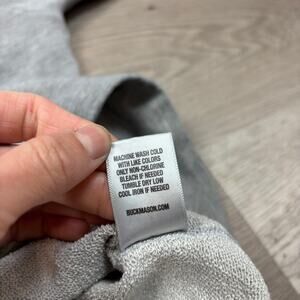 MACHINE WASH COLD
WITH LIKE COLORS
ONLY NON-CHLORINE
BLEACH IF NEEDED
TUMBLE DRY LOW
COOL IRON IF NEEDED
BUCKMASON.COM